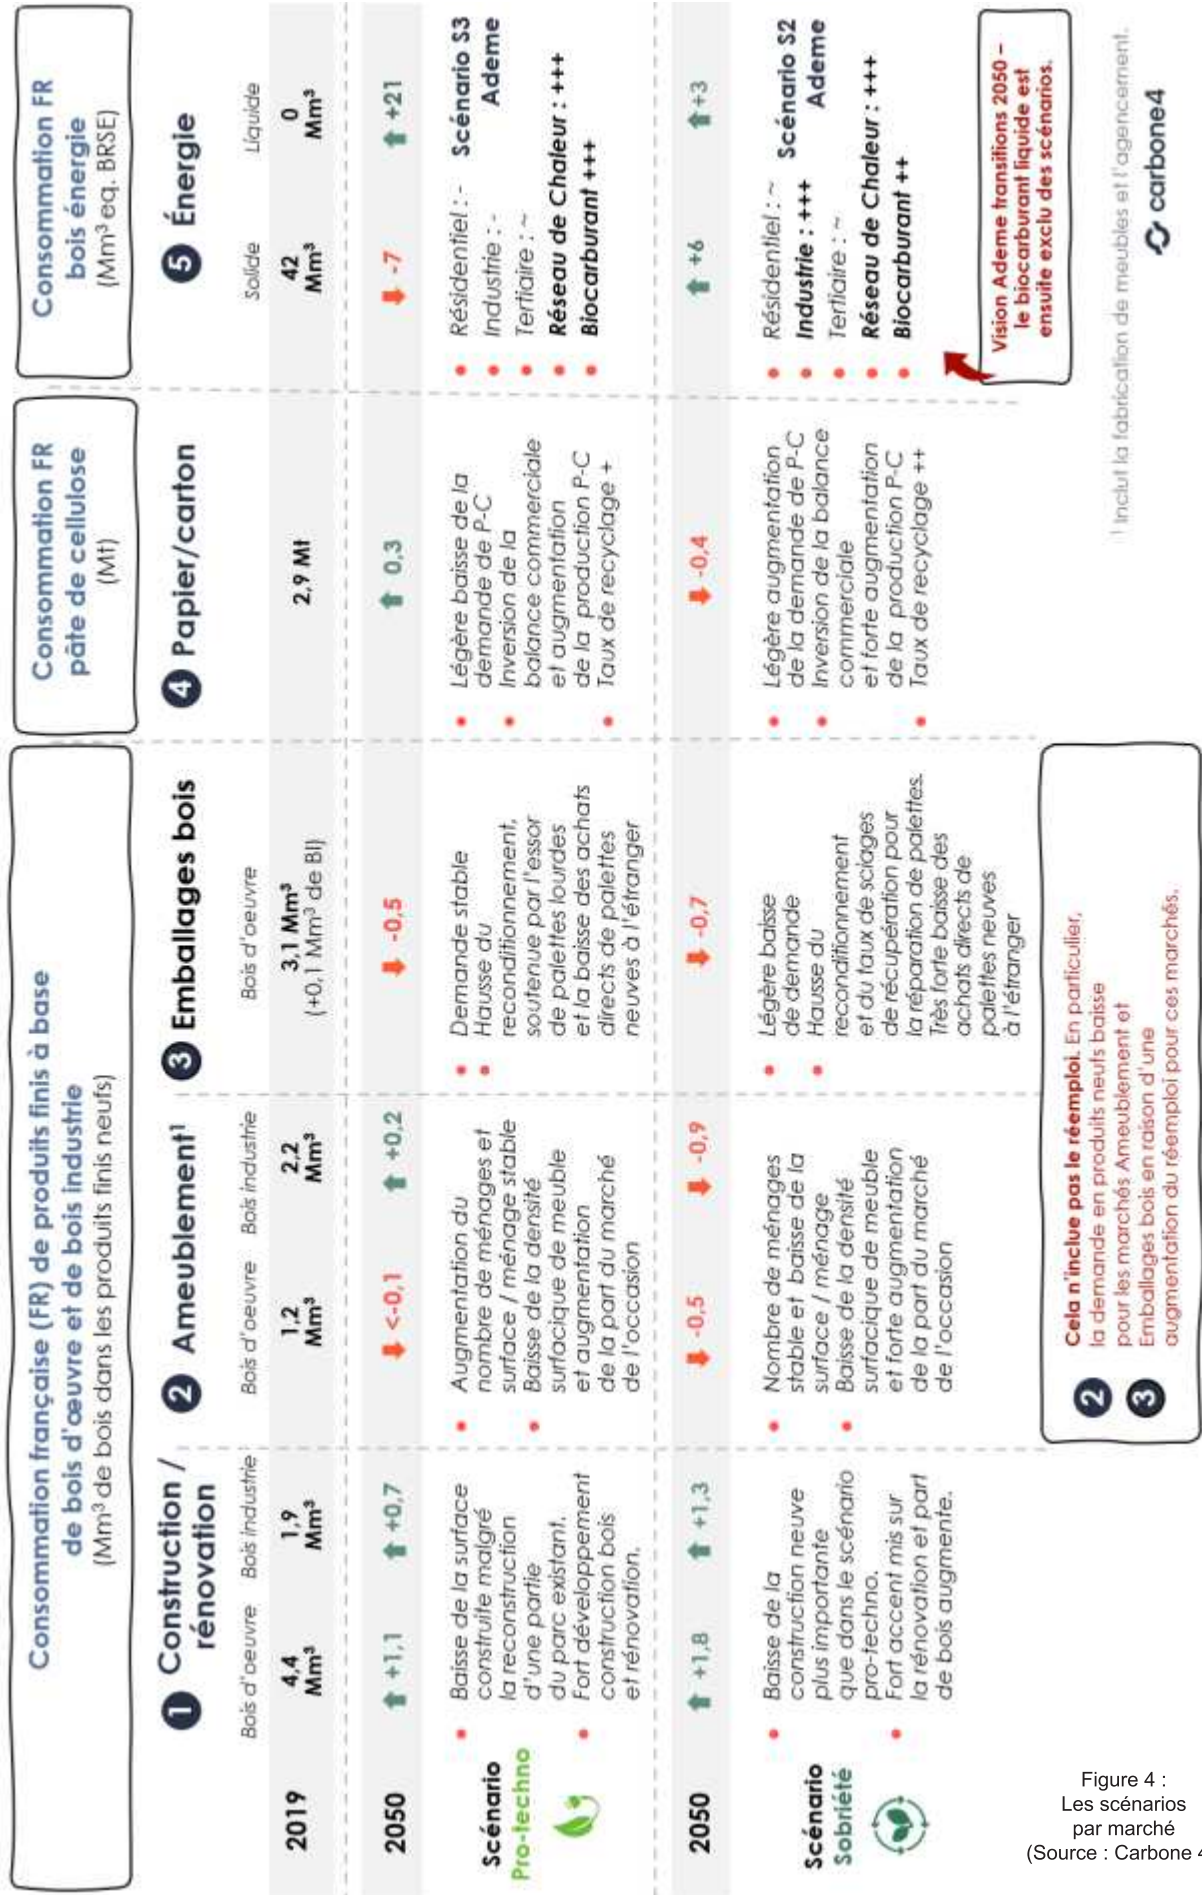 Consommation française (FR) de produits finis à base
de bois d'œuvre et de bois industrie
(Mm³ de bois dans les produits finis neufs)
Consommation FR
pâte de cellulose
(Mt)
Consommation FR
bois énergie
(Mm³ eq. BRSE)
1 Construction /
rénovation
2 Ameublement¹
3 Emballages bois
4 Papier/carton
5 Énergie
Bois d'oeuvre Bois industrie Bois d'oeuvre Bois industrie Bois d'oeuvre Solide Liquide
2019
4,4
Mm³
1,9
Mm³
1,2
Mm³
2,2
Mm³
3,1 Mm³
(+0,1 Mm³ de BI)
2,9 Mt
42
Mm³
0
Mm³
2050 +1,1 +0,7 <-0,1 +0,2 -0,5 0,3 -7 +21
Scénario
Pro-techno
• Baisse de la surface
construite malgré
la reconstruction
d'une partie
du parc existant.
• Fort développement
construction bois
et rénovation.
• Augmentation du
nombre de ménages et
surface / ménage stable
• Baisse de la densité
surfacique de meuble
et augmentation
de la part du marché
de l'occasion
• Demande stable
• Hausse du
reconditionnement,
soutenue par l'essor
de palettes lourdes
et la baisse des achats
directs de palettes
neuves à l'étranger
• Légère baisse de la
demande de P-C
• Inversion de la
balance commerciale
et augmentation
de la production P-C
• Taux de recyclage +
• Résidentiel : -
• Industrie : -
• Tertiaire : ~
• Réseau de Chaleur : +++
• Biocarburant +++
Scénario S3
Ademe
2050 +1,8 +1,3 -0,5 -0,9 -0,7 -0,4 +6 +3
Scénario
Sobriété
• Baisse de la
construction neuve
plus importante
que dans le scénario
pro-techno.
• Fort accent mis sur
la rénovation et part
de bois augmente.
• Nombre de ménages
stable et baisse de la
surface / ménage
• Baisse de la densité
surfacique de meuble
et forte augmentation
de la part du marché
de l'occasion
• Légère baisse
de demande
• Hausse du
reconditionnement
et du taux de sciages
de récupération pour
la réparation de palettes.
Très forte baisse des
achats directs de
palettes neuves
à l'étranger
• Légère augmentation
de la demande de P-C
• Inversion de la balance
commerciale
et forte augmentation
de la production P-C
• Taux de recyclage ++
• Résidentiel : ~
• Industrie : +++
• Tertiaire : ~
• Réseau de Chaleur : +++
• Biocarburant ++
Scénario S2
Ademe
Vision Ademe transitions 2050 –
le biocarburant liquide est
ensuite exclu des scénarios.
2
3
Cela n'inclue pas le réemploi. En particulier,
la demande en produits neufs baisse
pour les marchés Ameublement et
Emballages bois en raison d'une
augmentation du réemploi pour ces marchés.
¹ Inclut la fabrication de meubles et l'agencement.
carbone4
Figure 4 :
Les scénarios
par marché
(Source : Carbone 4